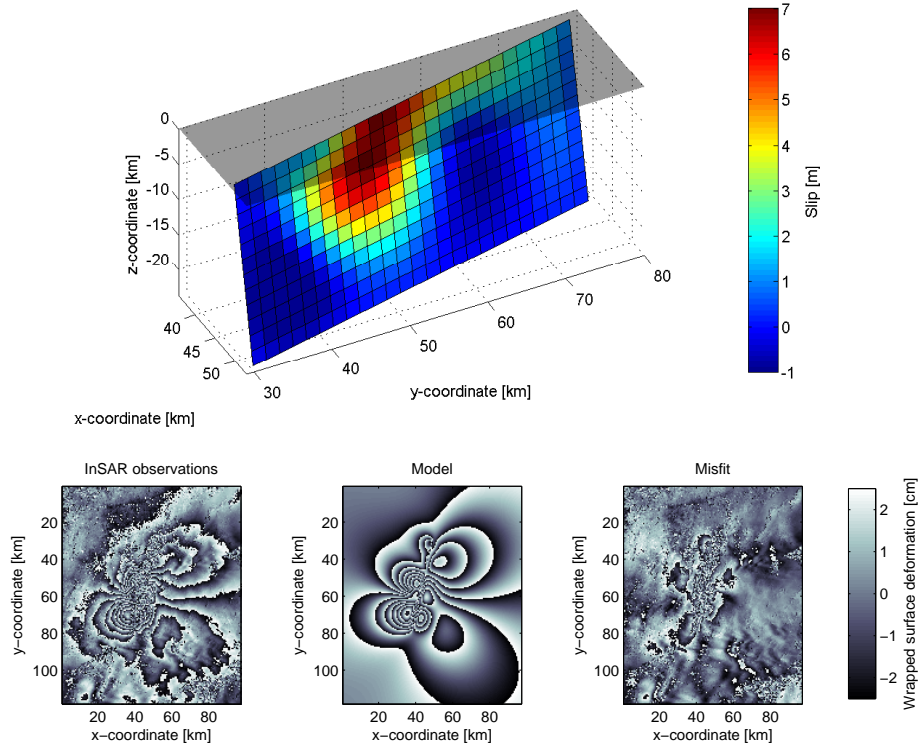 0
-5
-10
-15
-20
z-coordinate [km]
40
45
50
x-coordinate [km]
30
40
50
60
70
80
y-coordinate [km]
7
6
5
4
3
2
1
0
-1
Slip [m]
InSAR observations
20
40
60
80
100
y−coordinate [km]
20 40 60 80
x−coordinate [km]
Model
20
40
60
80
100
y−coordinate [km]
20 40 60 80
x−coordinate [km]
Misfit
20
40
60
80
100
y−coordinate [km]
20 40 60 80
x−coordinate [km]
2
1
0
−1
−2
Wrapped surface deformation [cm]